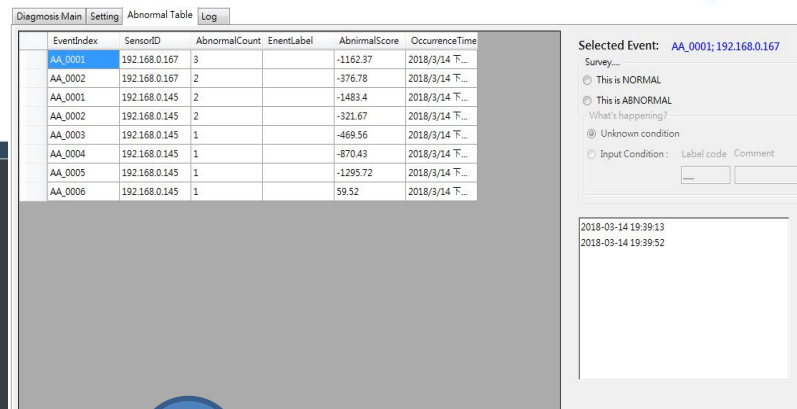 Diagnosis Main Setting Abnormal Table Log
EventIndex SensorID AbnormalCount EnentLabel AbnirmalScore OccurrenceTime
AA_0001 192.168.0.167 3 -1162.37 2018/3/14 下...
AA_0002 192.168.0.167 2 -376.78 2018/3/14 下...
AA_0001 192.168.0.145 2 -1483.4 2018/3/14 下...
AA_0002 192.168.0.145 2 -321.67 2018/3/14 下...
AA_0003 192.168.0.145 1 -469.56 2018/3/14 下...
AA_0004 192.168.0.145 1 -870.43 2018/3/14 下...
AA_0005 192.168.0.145 1 -1295.72 2018/3/14 下...
AA_0006 192.168.0.145 1 59.52 2018/3/14 下...
Selected Event: AA_0001; 192.168.0.167
Survey....
This is NORMAL
This is ABNORMAL
What's happening?
Unknown condition
Input Condition : Label code Comment
__
2018-03-14 19:39:13
2018-03-14 19:39:52